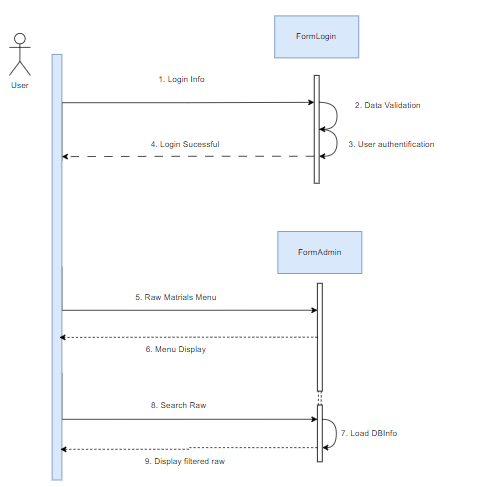 FormLogin
User
1. Login Info
2. Data Validation
3. User authentification
4. Login Sucessful
FormAdmin
5. Raw Matrials Menu
6. Menu Display
8. Search Raw
7. Load DBInfo
9. Display filtered raw